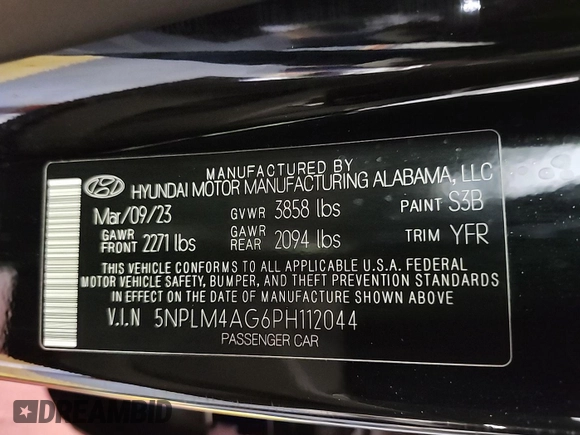 MANUFACTURED BY
HYUNDAI MOTOR MANUFACTURING ALABAMA, LLC
Mar/09/23 GVWR 3858 lbs PAINT S3B
GAWR FRONT 2271 lbs GAWR REAR 2094 lbs TRIM YFR
THIS VEHICLE CONFORMS TO ALL APPLICABLE U.S.A. FEDERAL
MOTOR VEHICLE SAFETY, BUMPER, AND THEFT PREVENTION STANDARDS
IN EFFECT ON THE DATE OF MANUFACTURE SHOWN ABOVE
V.I.N 5NPLM4AG6PH112044
PASSENGER CAR
DREAMBID